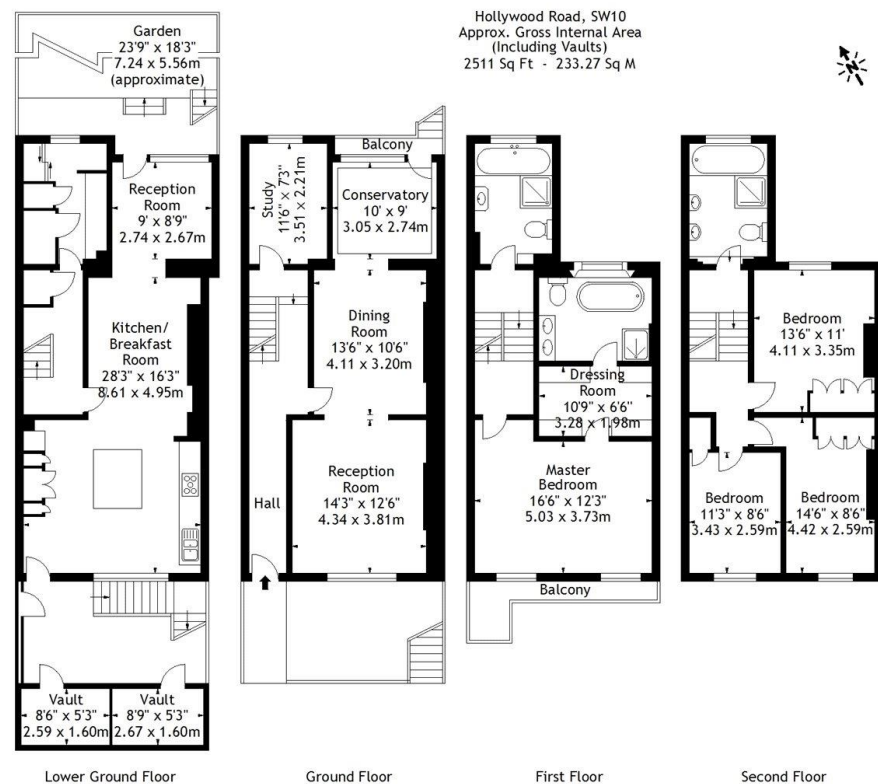 Hollywood Road, SW10
Approx. Gross Internal Area
(Including Vaults)
2511 Sq Ft - 233.27 Sq M
N
Garden
23'9" x 18'3"
7.24 x 5.56m
(approximate)
Reception
Room
9' x 8'9"
2.74 x 2.67m
Kitchen/
Breakfast
Room
28'3" x 16'3"
8.61 x 4.95m
Vault
8'6" x 5'3"
2.59 x 1.60m
Vault
8'9" x 5'3"
2.67 x 1.60m
Lower Ground Floor
Balcony
Study
11'6" x 7'3"
3.51 x 2.21m
Conservatory
10' x 9'
3.05 x 2.74m
Dining
Room
13'6" x 10'6"
4.11 x 3.20m
Reception
Room
14'3" x 12'6"
4.34 x 3.81m
Hall
Ground Floor
Dressing
Room
10'9" x 6'6"
3.28 x 1.98m
Master
Bedroom
16'6" x 12'3"
5.03 x 3.73m
Balcony
First Floor
Bedroom
13'6" x 11'
4.11 x 3.35m
Bedroom
11'3" x 8'6"
3.43 x 2.59m
Bedroom
14'6" x 8'6"
4.42 x 2.59m
Second Floor